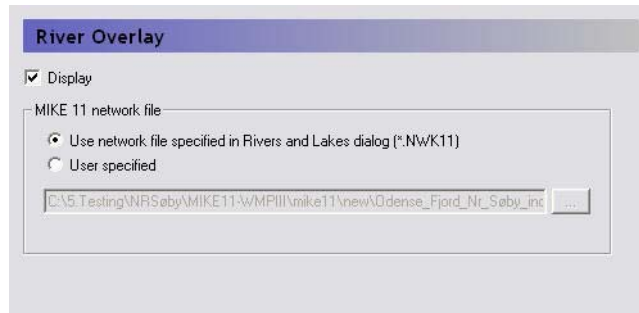 River Overlay
Display
MIKE 11 network file
Use network file specified in Rivers and Lakes dialog (*.NWK11)
User specified
C:\5.Testing\NRSøby\MIKE11-WMPIII\mike11\new\Odense_Fjord_Nr_Søby_inc
...